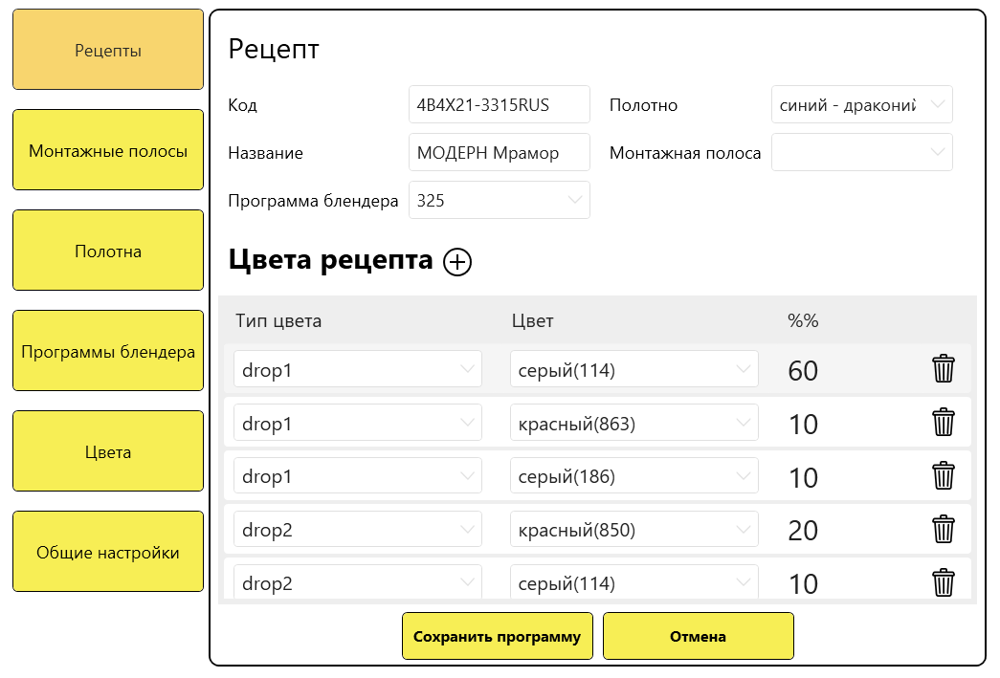 Рецепты
Монтажные полосы
Полотна
Программы блендера
Цвета
Общие настройки
Рецепт
Код 4B4X21-3315RUS Полотно синий - драконий
Название МОДЕРН Мрамор Монтажная полоса
Программа блендера 325
Цвета рецепта
Тип цвета Цвет %%
drop1 серый(114) 60
drop1 красный(863) 10
drop1 серый(186) 10
drop2 красный(850) 20
drop2 серый(114) 10
Сохранить программу Отмена